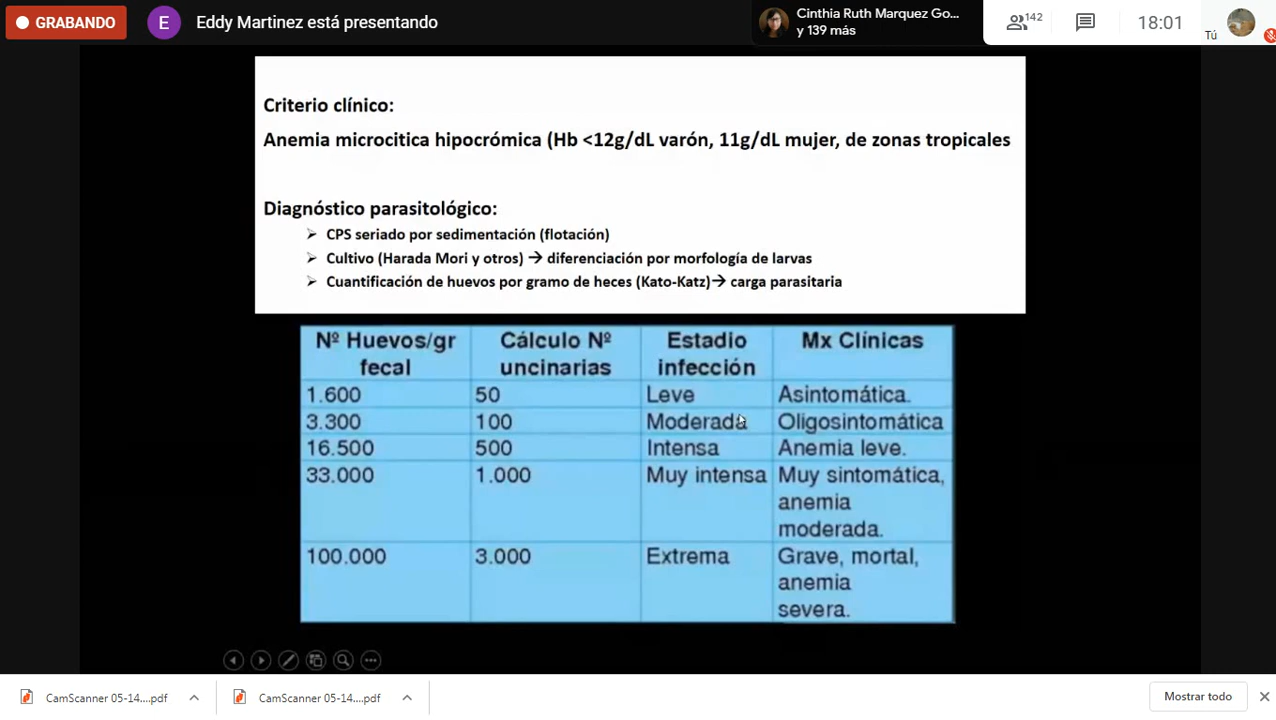 GRABANDO
E
Eddy Martinez está presentando
Cinthia Ruth Marquez Go...
y 139 más
142
18:01
Tú
Criterio clínico:
Anemia microcitica hipocrómica (Hb <12g/dL varón, 11g/dL mujer, de zonas tropicales
Diagnóstico parasitológico:
➢ CPS seriado por sedimentación (flotación)
➢ Cultivo (Harada Mori y otros) → diferenciación por morfología de larvas
➢ Cuantificación de huevos por gramo de heces (Kato-Katz)→ carga parasitaria
Nº Huevos/gr fecal | Cálculo Nº uncinarias | Estadio infección | Mx Clínicas
1.600 | 50 | Leve | Asintomática.
3.300 | 100 | Moderada | Oligosintomática
16.500 | 500 | Intensa | Anemia leve.
33.000 | 1.000 | Muy intensa | Muy sintomática, anemia moderada.
100.000 | 3.000 | Extrema | Grave, mortal, anemia severa.
CamScanner 05-14....pdf
CamScanner 05-14....pdf
Mostrar todo